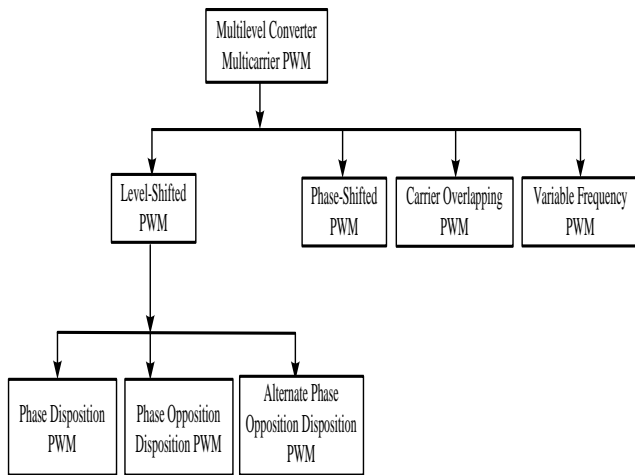 Multilevel Converter
Multicarrier PWM
Level-Shifted
PWM
Phase-Shifted
PWM
Carrier Overlapping
PWM
Variable Frequency
PWM
Phase Disposition
PWM
Phase Opposition
Disposition PWM
Alternate Phase
Opposition Disposition
PWM